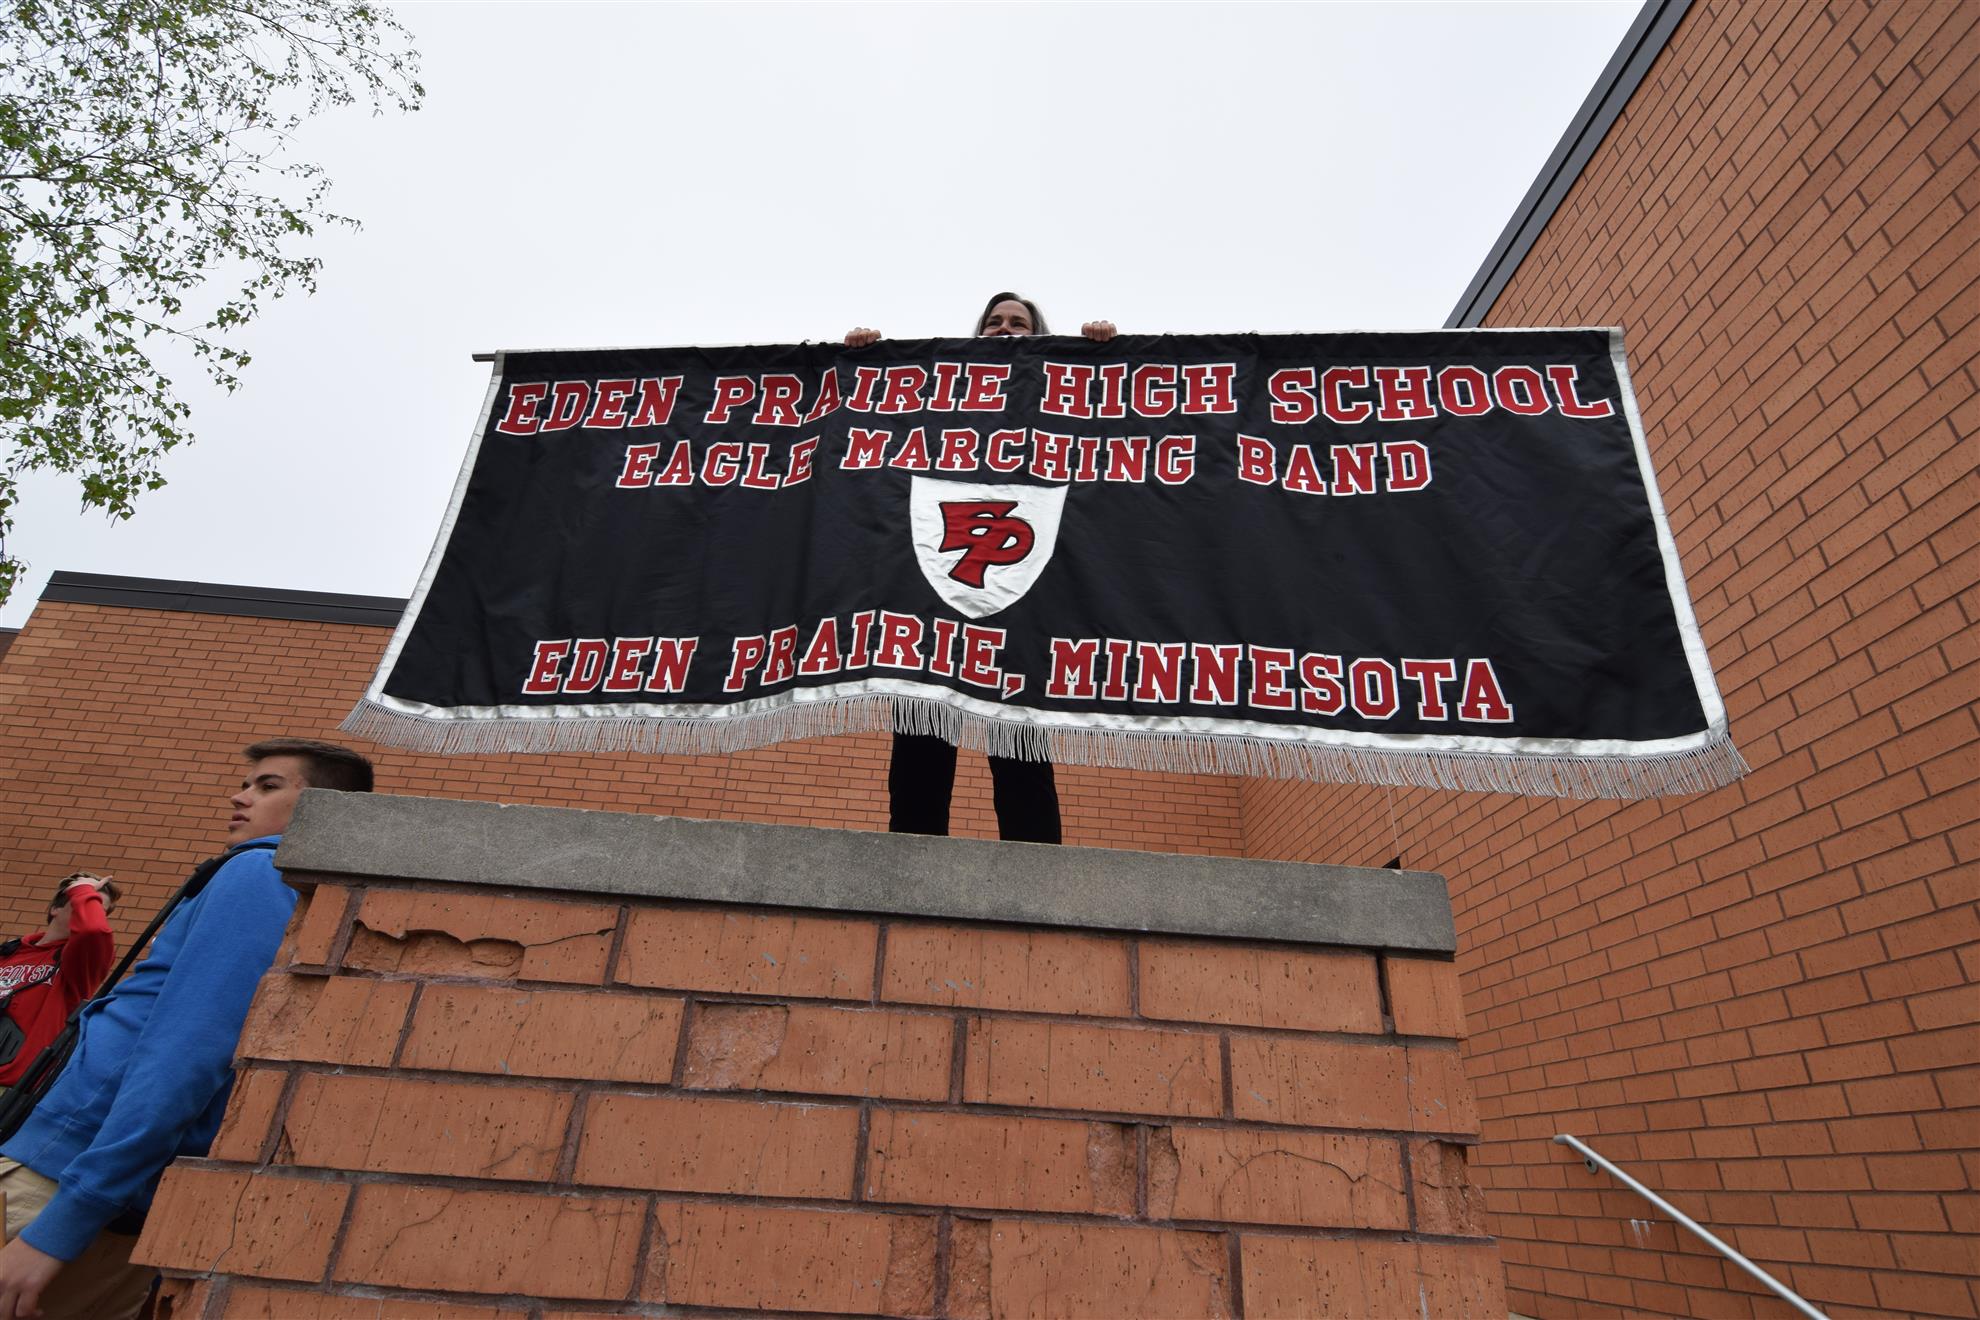 EDEN PRAIRIE HIGH SCHOOL
EAGLE MARCHING BAND
EP
EDEN PRAIRIE, MINNESOTA